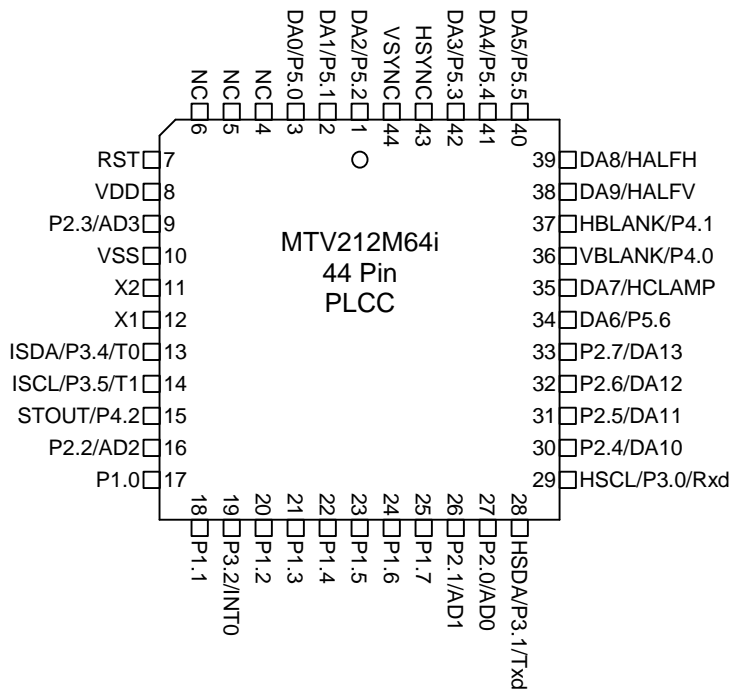 NC
NC
NC
DA0/P5.0
DA1/P5.1
DA2/P5.2
VSYNC
HSYNC
DA3/P5.3
DA4/P5.4
DA5/P5.5
6
5
4
3
2
1
44
43
42
41
40
RST 7
VDD 8
P2.3/AD3 9
VSS 10
X2 11
X1 12
ISDA/P3.4/T0 13
ISCL/P3.5/T1 14
STOUT/P4.2 15
P2.2/AD2 16
P1.0 17
MTV212M64i
44 Pin
PLCC
39 DA8/HALFH
38 DA9/HALFV
37 HBLANK/P4.1
36 VBLANK/P4.0
35 DA7/HCLAMP
34 DA6/P5.6
33 P2.7/DA13
32 P2.6/DA12
31 P2.5/DA11
30 P2.4/DA10
29 HSCL/P3.0/Rxd
18
19
20
21
22
23
24
25
26
27
28
P1.1
P3.2/INT0
P1.2
P1.3
P1.4
P1.5
P1.6
P1.7
P2.1/AD1
P2.0/AD0
HSDA/P3.1/Txd